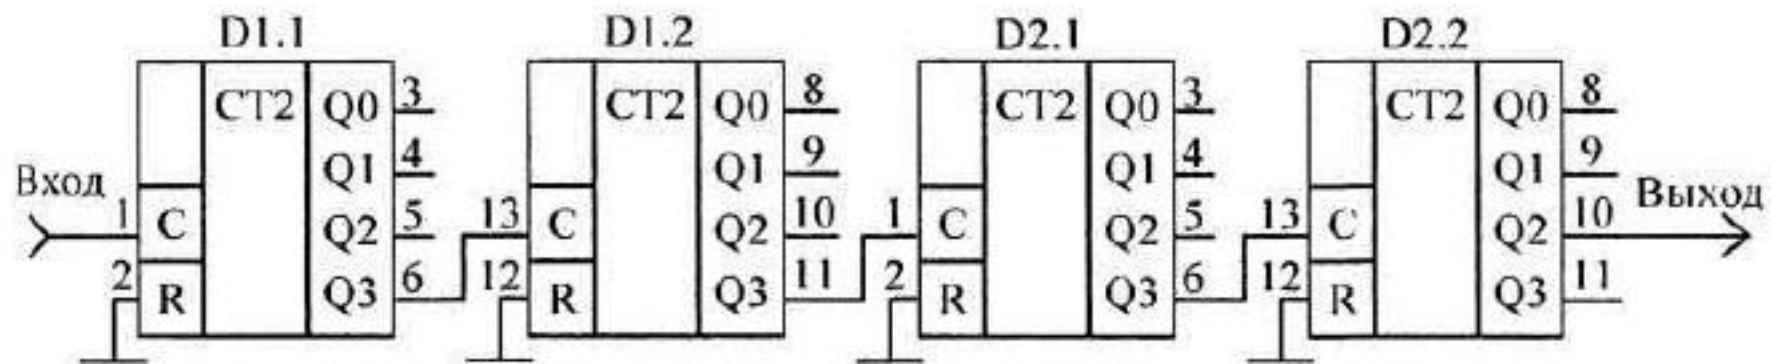 D1.1 D1.2 D2.1 D2.2
CT2 Q0 3 CT2 Q0 8 CT2 Q0 3 CT2 Q0 8
Q1 4 Q1 9 Q1 4 Q1 9
Вход 1 C Q2 5 13 C Q2 10 1 C Q2 5 13 C Q2 10 Выход
2 R Q3 6 12 R Q3 11 2 R Q3 6 12 R Q3 11